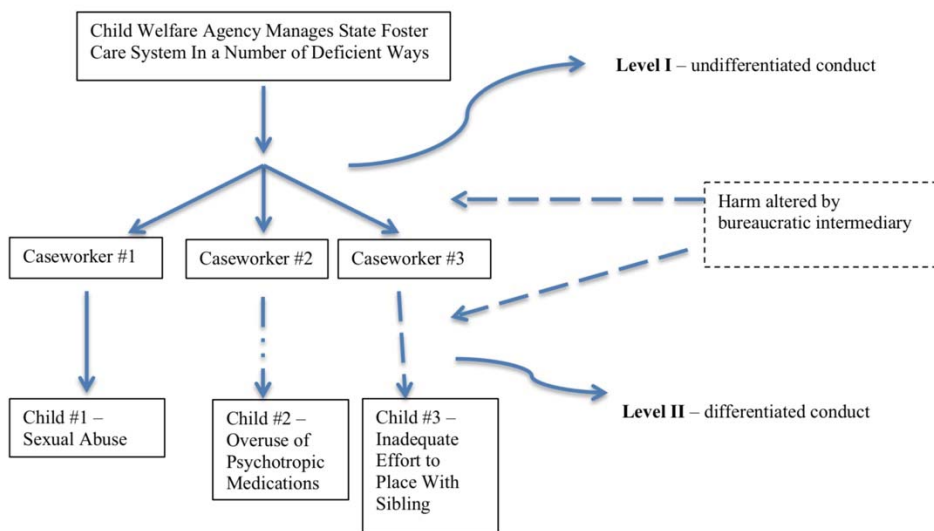 Child Welfare Agency Manages State Foster
Care System In a Number of Deficient Ways
Level I – undifferentiated conduct
Harm altered by
bureaucratic intermediary
Caseworker #1
Caseworker #2
Caseworker #3
Child #1 –
Sexual Abuse
Child #2 –
Overuse of
Psychotropic
Medications
Child #3 –
Inadequate
Effort to
Place With
Sibling
Level II – differentiated conduct